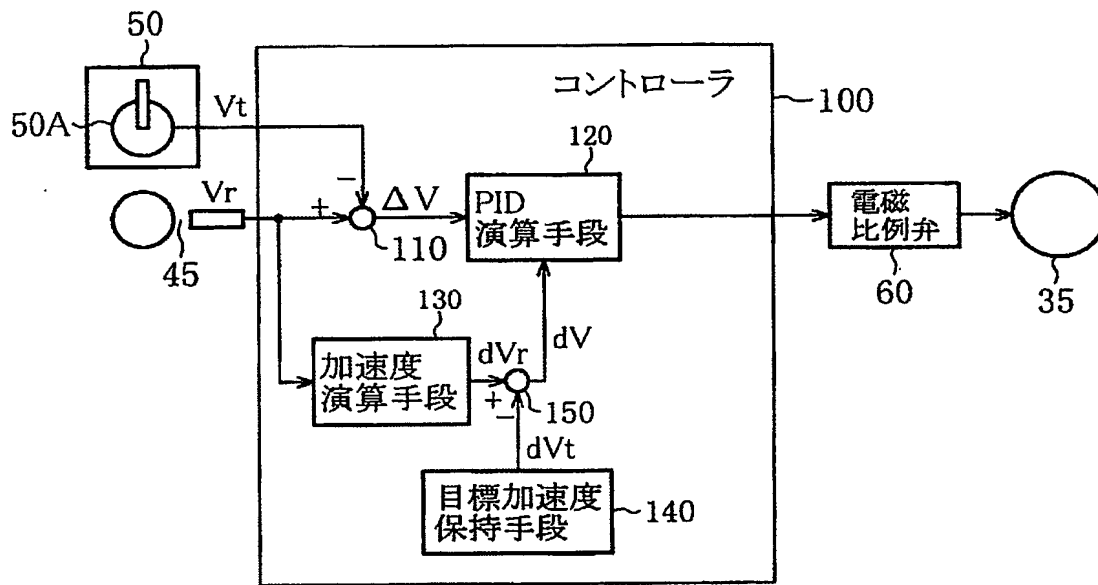 50
コントローラ
100
50A
Vt
120
−
Vr
+
ΔV
PID
演算手段
電磁
比例弁
110
45
60
35
130
加速度
演算手段
dVr
dV
+
−
150
dVt
目標加速度
保持手段
140